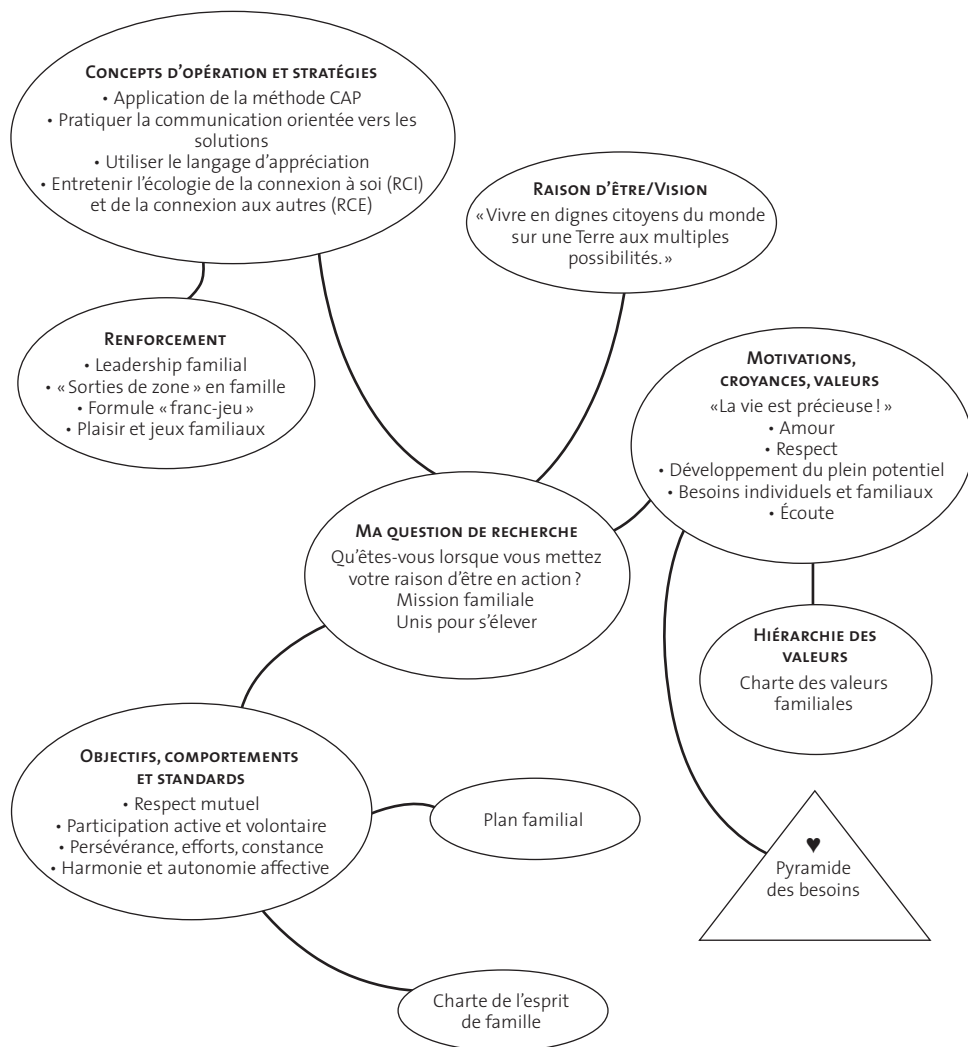 CONCEPTS D'OPÉRATION ET STRATÉGIES
• Application de la méthode CAP
• Pratiquer la communication orientée vers les
solutions
• Utiliser le langage d'appréciation
• Entretenir l'écologie de la connexion à soi (RCI)
et de la connexion aux autres (RCE)
RAISON D'ÊTRE/VISION
« Vivre en dignes citoyens du monde
sur une Terre aux multiples
possibilités. »
RENFORCEMENT
• Leadership familial
• « Sorties de zone » en famille
• Formule « franc-jeu »
• Plaisir et jeux familiaux
MOTIVATIONS,
CROYANCES, VALEURS
« La vie est précieuse ! »
• Amour
• Respect
• Développement du plein potentiel
• Besoins individuels et familiaux
• Écoute
MA QUESTION DE RECHERCHE
Qu'êtes-vous lorsque vous mettez
votre raison d'être en action ?
Mission familiale
Unis pour s'élever
HIÉRARCHIE DES
VALEURS
Charte des valeurs
familiales
OBJECTIFS, COMPORTEMENTS
ET STANDARDS
• Respect mutuel
• Participation active et volontaire
• Persévérance, efforts, constance
• Harmonie et autonomie affective
Plan familial
♥
Pyramide
des besoins
Charte de l'esprit
de famille